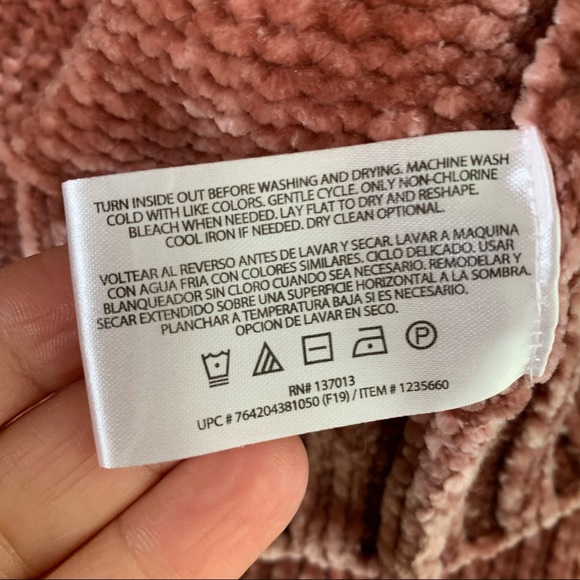 TURN INSIDE OUT BEFORE WASHING AND DRYING. MACHINE WASH
COLD WITH LIKE COLORS. GENTLE CYCLE. ONLY NON-CHLORINE
BLEACH WHEN NEEDED. LAY FLAT TO DRY AND RESHAPE.
COOL IRON IF NEEDED. DRY CLEAN OPTIONAL.
VOLTEAR AL REVERSO ANTES DE LAVAR Y SECAR. LAVAR A MAQUINA
CON AGUA FRIA CON COLORES SIMILARES. CICLO DELICADO. USAR
BLANQUEADOR SIN CLORO CUANDO SEA NECESARIO. REMODELAR Y
SECAR EXTENDIDO SOBRE UNA SUPERFICIE HORIZONTAL A LA SOMBRA.
PLANCHAR A TEMPERATURA BAJA SI ES NECESARIO.
OPCION DE LAVAR EN SECO.
P
RN# 137013
UPC # 764204381050 (F19) / ITEM # 1235660